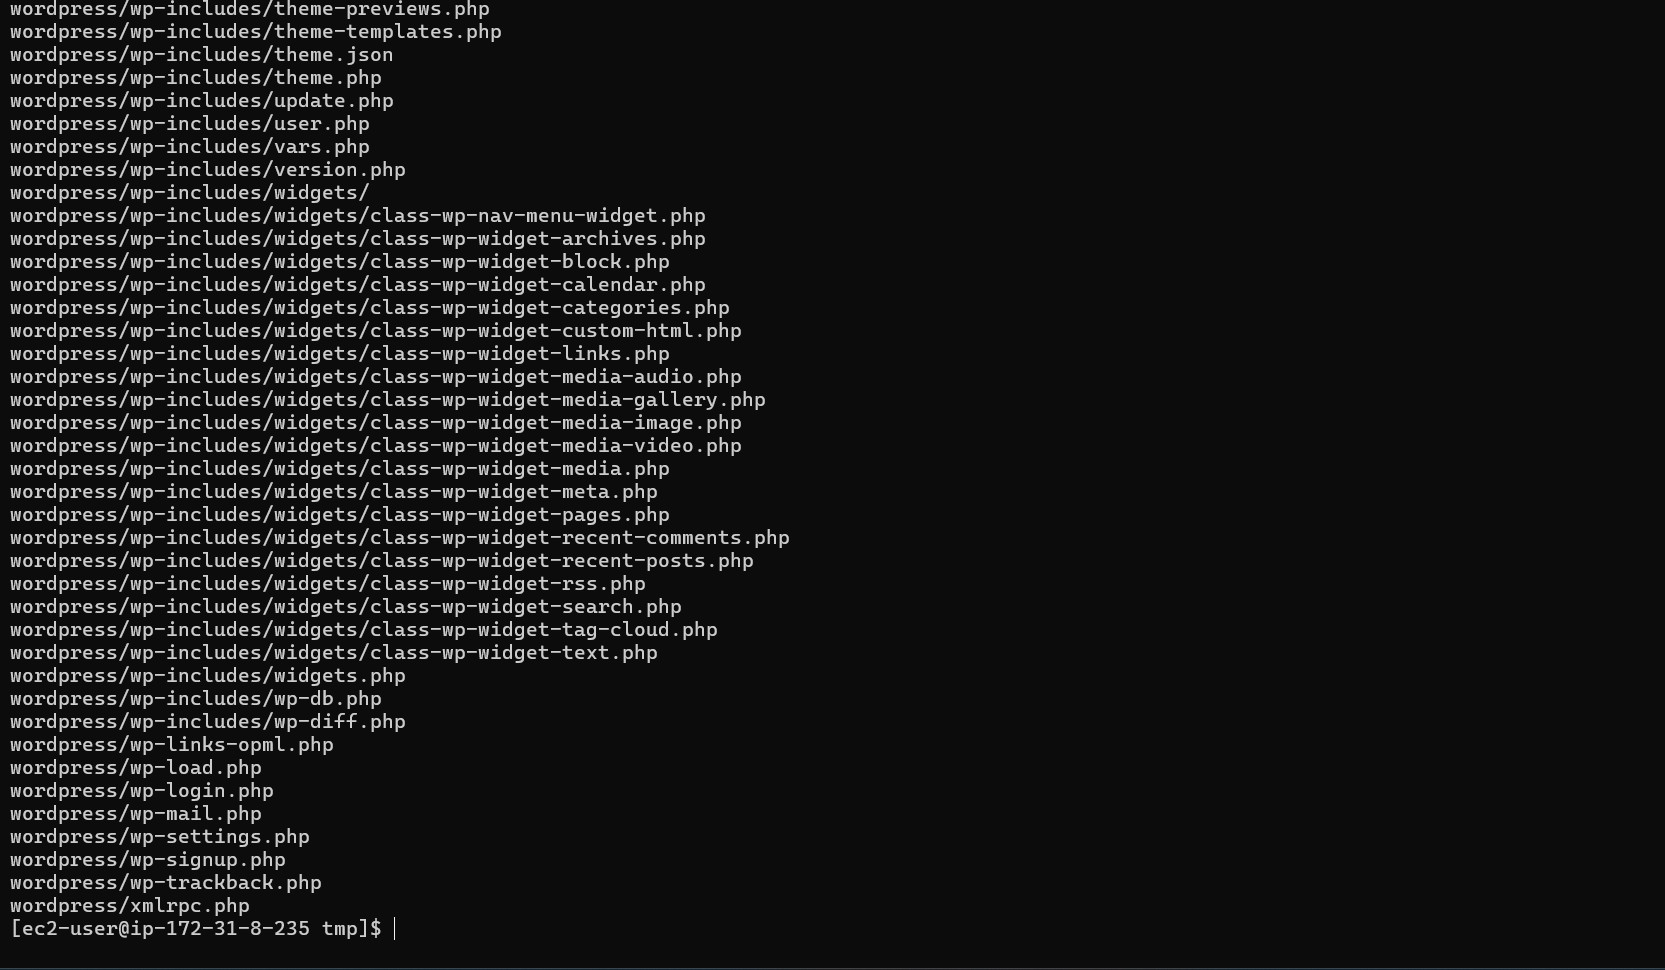 wordpress/wp-includes/theme-previews.php
wordpress/wp-includes/theme-templates.php
wordpress/wp-includes/theme.json
wordpress/wp-includes/theme.php
wordpress/wp-includes/update.php
wordpress/wp-includes/user.php
wordpress/wp-includes/vars.php
wordpress/wp-includes/version.php
wordpress/wp-includes/widgets/
wordpress/wp-includes/widgets/class-wp-nav-menu-widget.php
wordpress/wp-includes/widgets/class-wp-widget-archives.php
wordpress/wp-includes/widgets/class-wp-widget-block.php
wordpress/wp-includes/widgets/class-wp-widget-calendar.php
wordpress/wp-includes/widgets/class-wp-widget-categories.php
wordpress/wp-includes/widgets/class-wp-widget-custom-html.php
wordpress/wp-includes/widgets/class-wp-widget-links.php
wordpress/wp-includes/widgets/class-wp-widget-media-audio.php
wordpress/wp-includes/widgets/class-wp-widget-media-gallery.php
wordpress/wp-includes/widgets/class-wp-widget-media-image.php
wordpress/wp-includes/widgets/class-wp-widget-media-video.php
wordpress/wp-includes/widgets/class-wp-widget-media.php
wordpress/wp-includes/widgets/class-wp-widget-meta.php
wordpress/wp-includes/widgets/class-wp-widget-pages.php
wordpress/wp-includes/widgets/class-wp-widget-recent-comments.php
wordpress/wp-includes/widgets/class-wp-widget-recent-posts.php
wordpress/wp-includes/widgets/class-wp-widget-rss.php
wordpress/wp-includes/widgets/class-wp-widget-search.php
wordpress/wp-includes/widgets/class-wp-widget-tag-cloud.php
wordpress/wp-includes/widgets/class-wp-widget-text.php
wordpress/wp-includes/widgets.php
wordpress/wp-includes/wp-db.php
wordpress/wp-includes/wp-diff.php
wordpress/wp-links-opml.php
wordpress/wp-load.php
wordpress/wp-login.php
wordpress/wp-mail.php
wordpress/wp-settings.php
wordpress/wp-signup.php
wordpress/wp-trackback.php
wordpress/xmlrpc.php
[ec2-user@ip-172-31-8-235 tmp]$